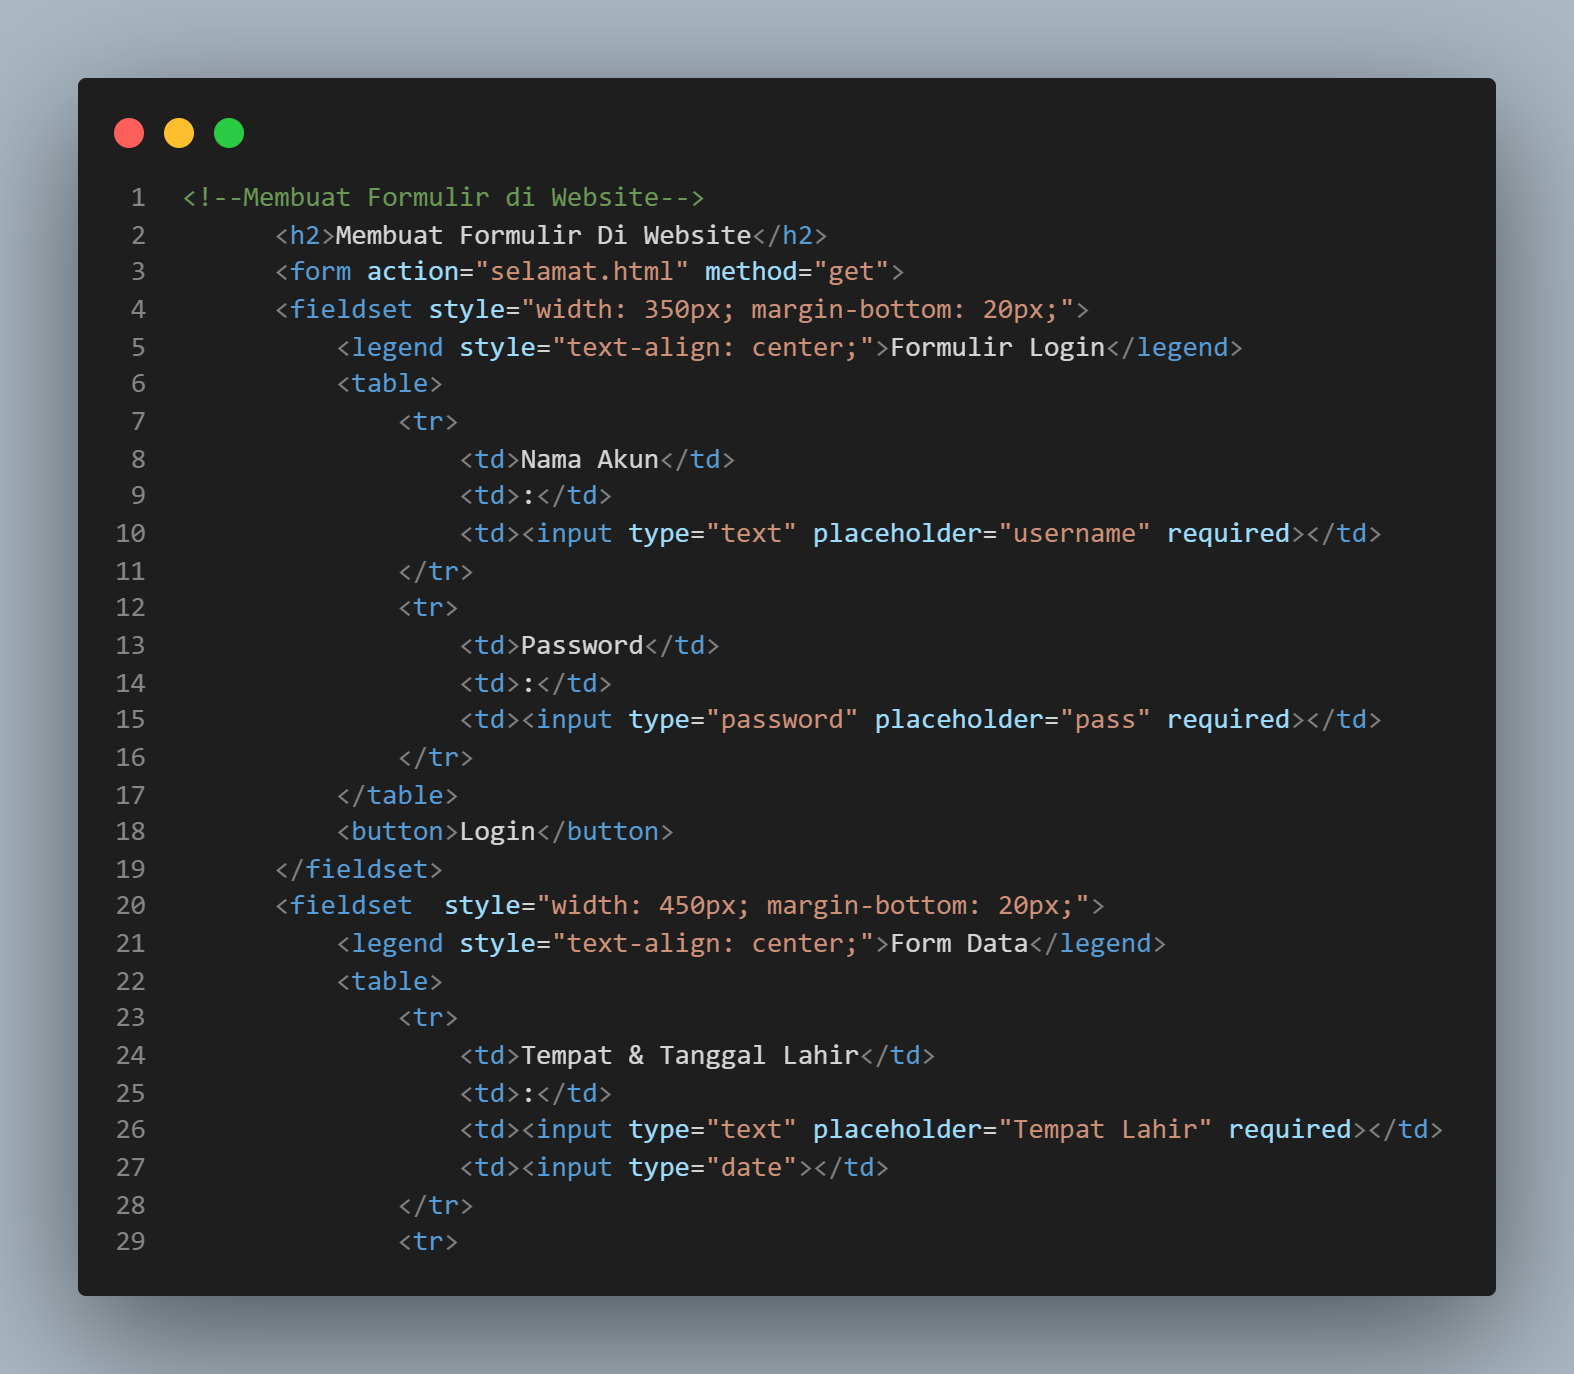 1 <!--Membuat Formulir di Website-->
2 <h2>Membuat Formulir Di Website</h2>
3 <form action="selamat.html" method="get">
4 <fieldset style="width: 350px; margin-bottom: 20px;">
5 <legend style="text-align: center;">Formulir Login</legend>
6 <table>
7 <tr>
8 <td>Nama Akun</td>
9 <td>:</td>
10 <td><input type="text" placeholder="username" required></td>
11 </tr>
12 <tr>
13 <td>Password</td>
14 <td>:</td>
15 <td><input type="password" placeholder="pass" required></td>
16 </tr>
17 </table>
18 <button>Login</button>
19 </fieldset>
20 <fieldset  style="width: 450px; margin-bottom: 20px;">
21 <legend style="text-align: center;">Form Data</legend>
22 <table>
23 <tr>
24 <td>Tempat & Tanggal Lahir</td>
25 <td>:</td>
26 <td><input type="text" placeholder="Tempat Lahir" required></td>
27 <td><input type="date"></td>
28 </tr>
29 <tr>